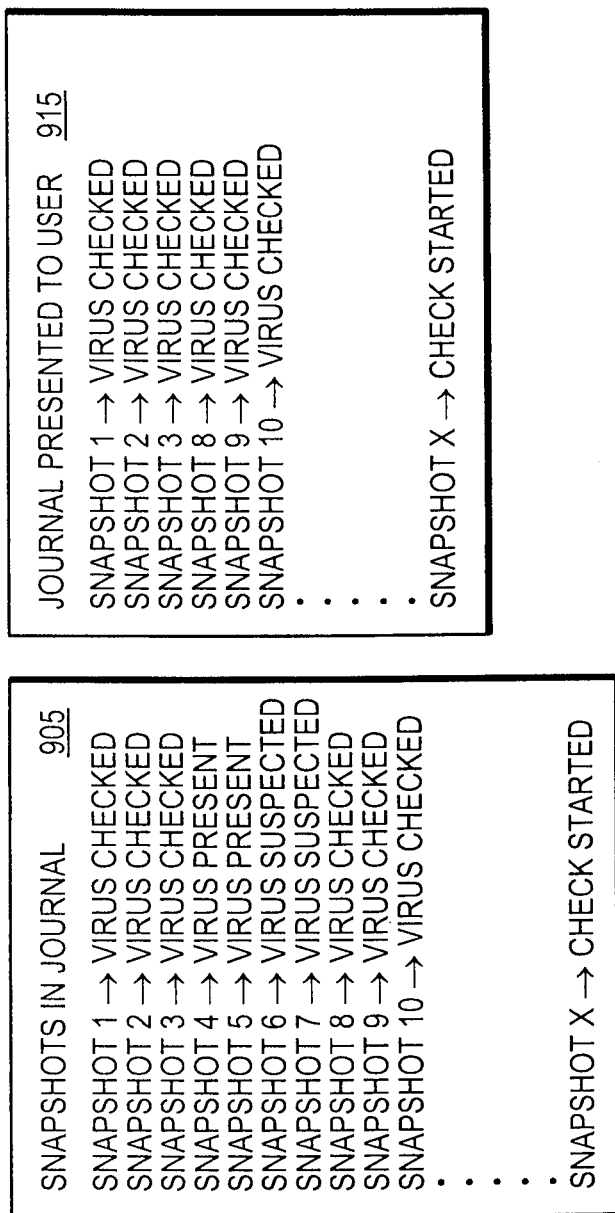 SNAPSHOTS IN JOURNAL 905
SNAPSHOT 1 → VIRUS CHECKED
SNAPSHOT 2 → VIRUS CHECKED
SNAPSHOT 3 → VIRUS CHECKED
SNAPSHOT 4 → VIRUS PRESENT
SNAPSHOT 5 → VIRUS PRESENT
SNAPSHOT 6 → VIRUS SUSPECTED
SNAPSHOT 7 → VIRUS SUSPECTED
SNAPSHOT 8 → VIRUS CHECKED
SNAPSHOT 9 → VIRUS CHECKED
SNAPSHOT 10 → VIRUS CHECKED
SNAPSHOT X → CHECK STARTED
JOURNAL PRESENTED TO USER 915
SNAPSHOT 1 → VIRUS CHECKED
SNAPSHOT 2 → VIRUS CHECKED
SNAPSHOT 3 → VIRUS CHECKED
SNAPSHOT 8 → VIRUS CHECKED
SNAPSHOT 9 → VIRUS CHECKED
SNAPSHOT 10 → VIRUS CHECKED
SNAPSHOT X → CHECK STARTED